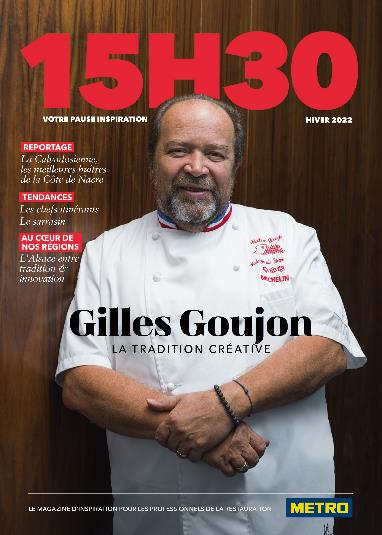 15H30
VOTRE PAUSE INSPIRATION
HIVER 2022
REPORTAGE
La Calvadosienne,
les meilleures huîtres
de la Côte de Nacre
TENDANCES
Les chefs itinérants
Le sarrasin
AU CŒUR DE
NOS RÉGIONS
L'Alsace entre
tradition &
innovation
MICHELIN
Gilles Goujon
LA TRADITION CRÉATIVE
LE MAGAZINE D'INSPIRATION POUR LES PROFESSIONNELS DE LA RESTAURATION
METRO